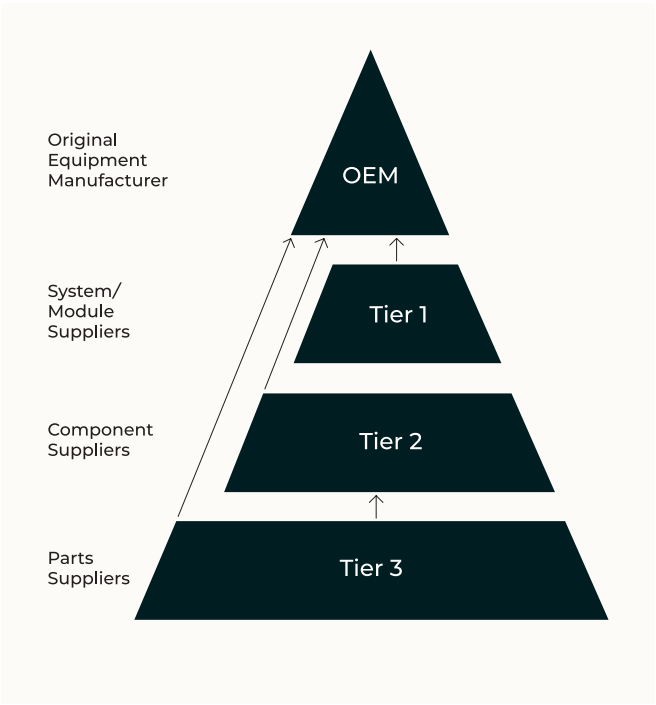 Original
Equipment
Manufacturer
OEM
System/
Module
Suppliers
Tier 1
Component
Suppliers
Tier 2
Parts
Suppliers
Tier 3